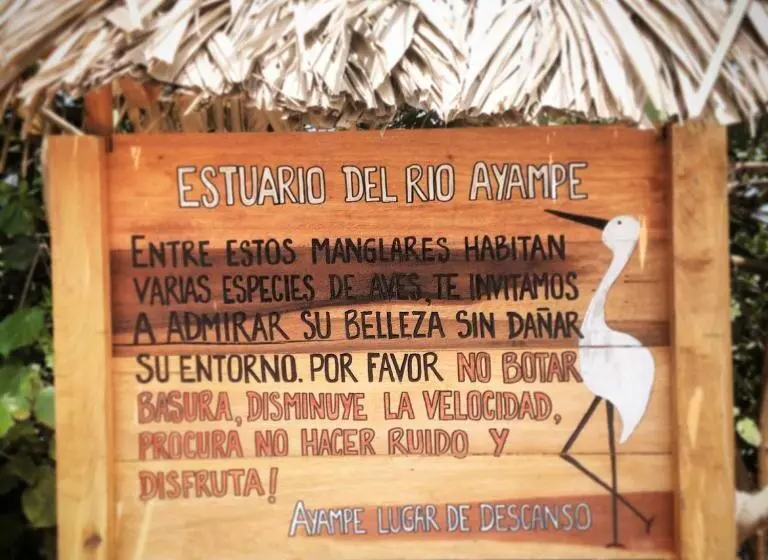 ESTUARIO DEL RIO AYAMPE
ENTRE ESTOS MANGLARES HABITAN
VARIAS ESPECIES DE AVES, TE INVITAMOS
A ADMIRAR SU BELLEZA SIN DAÑAR
SU ENTORNO. POR FAVOR NO BOTAR
BASURA, DISMINUYE LA VELOCIDAD,
PROCURA NO HACER RUIDO Y
DISFRUTA!
AYAMPE LUGAR DE DESCANSO